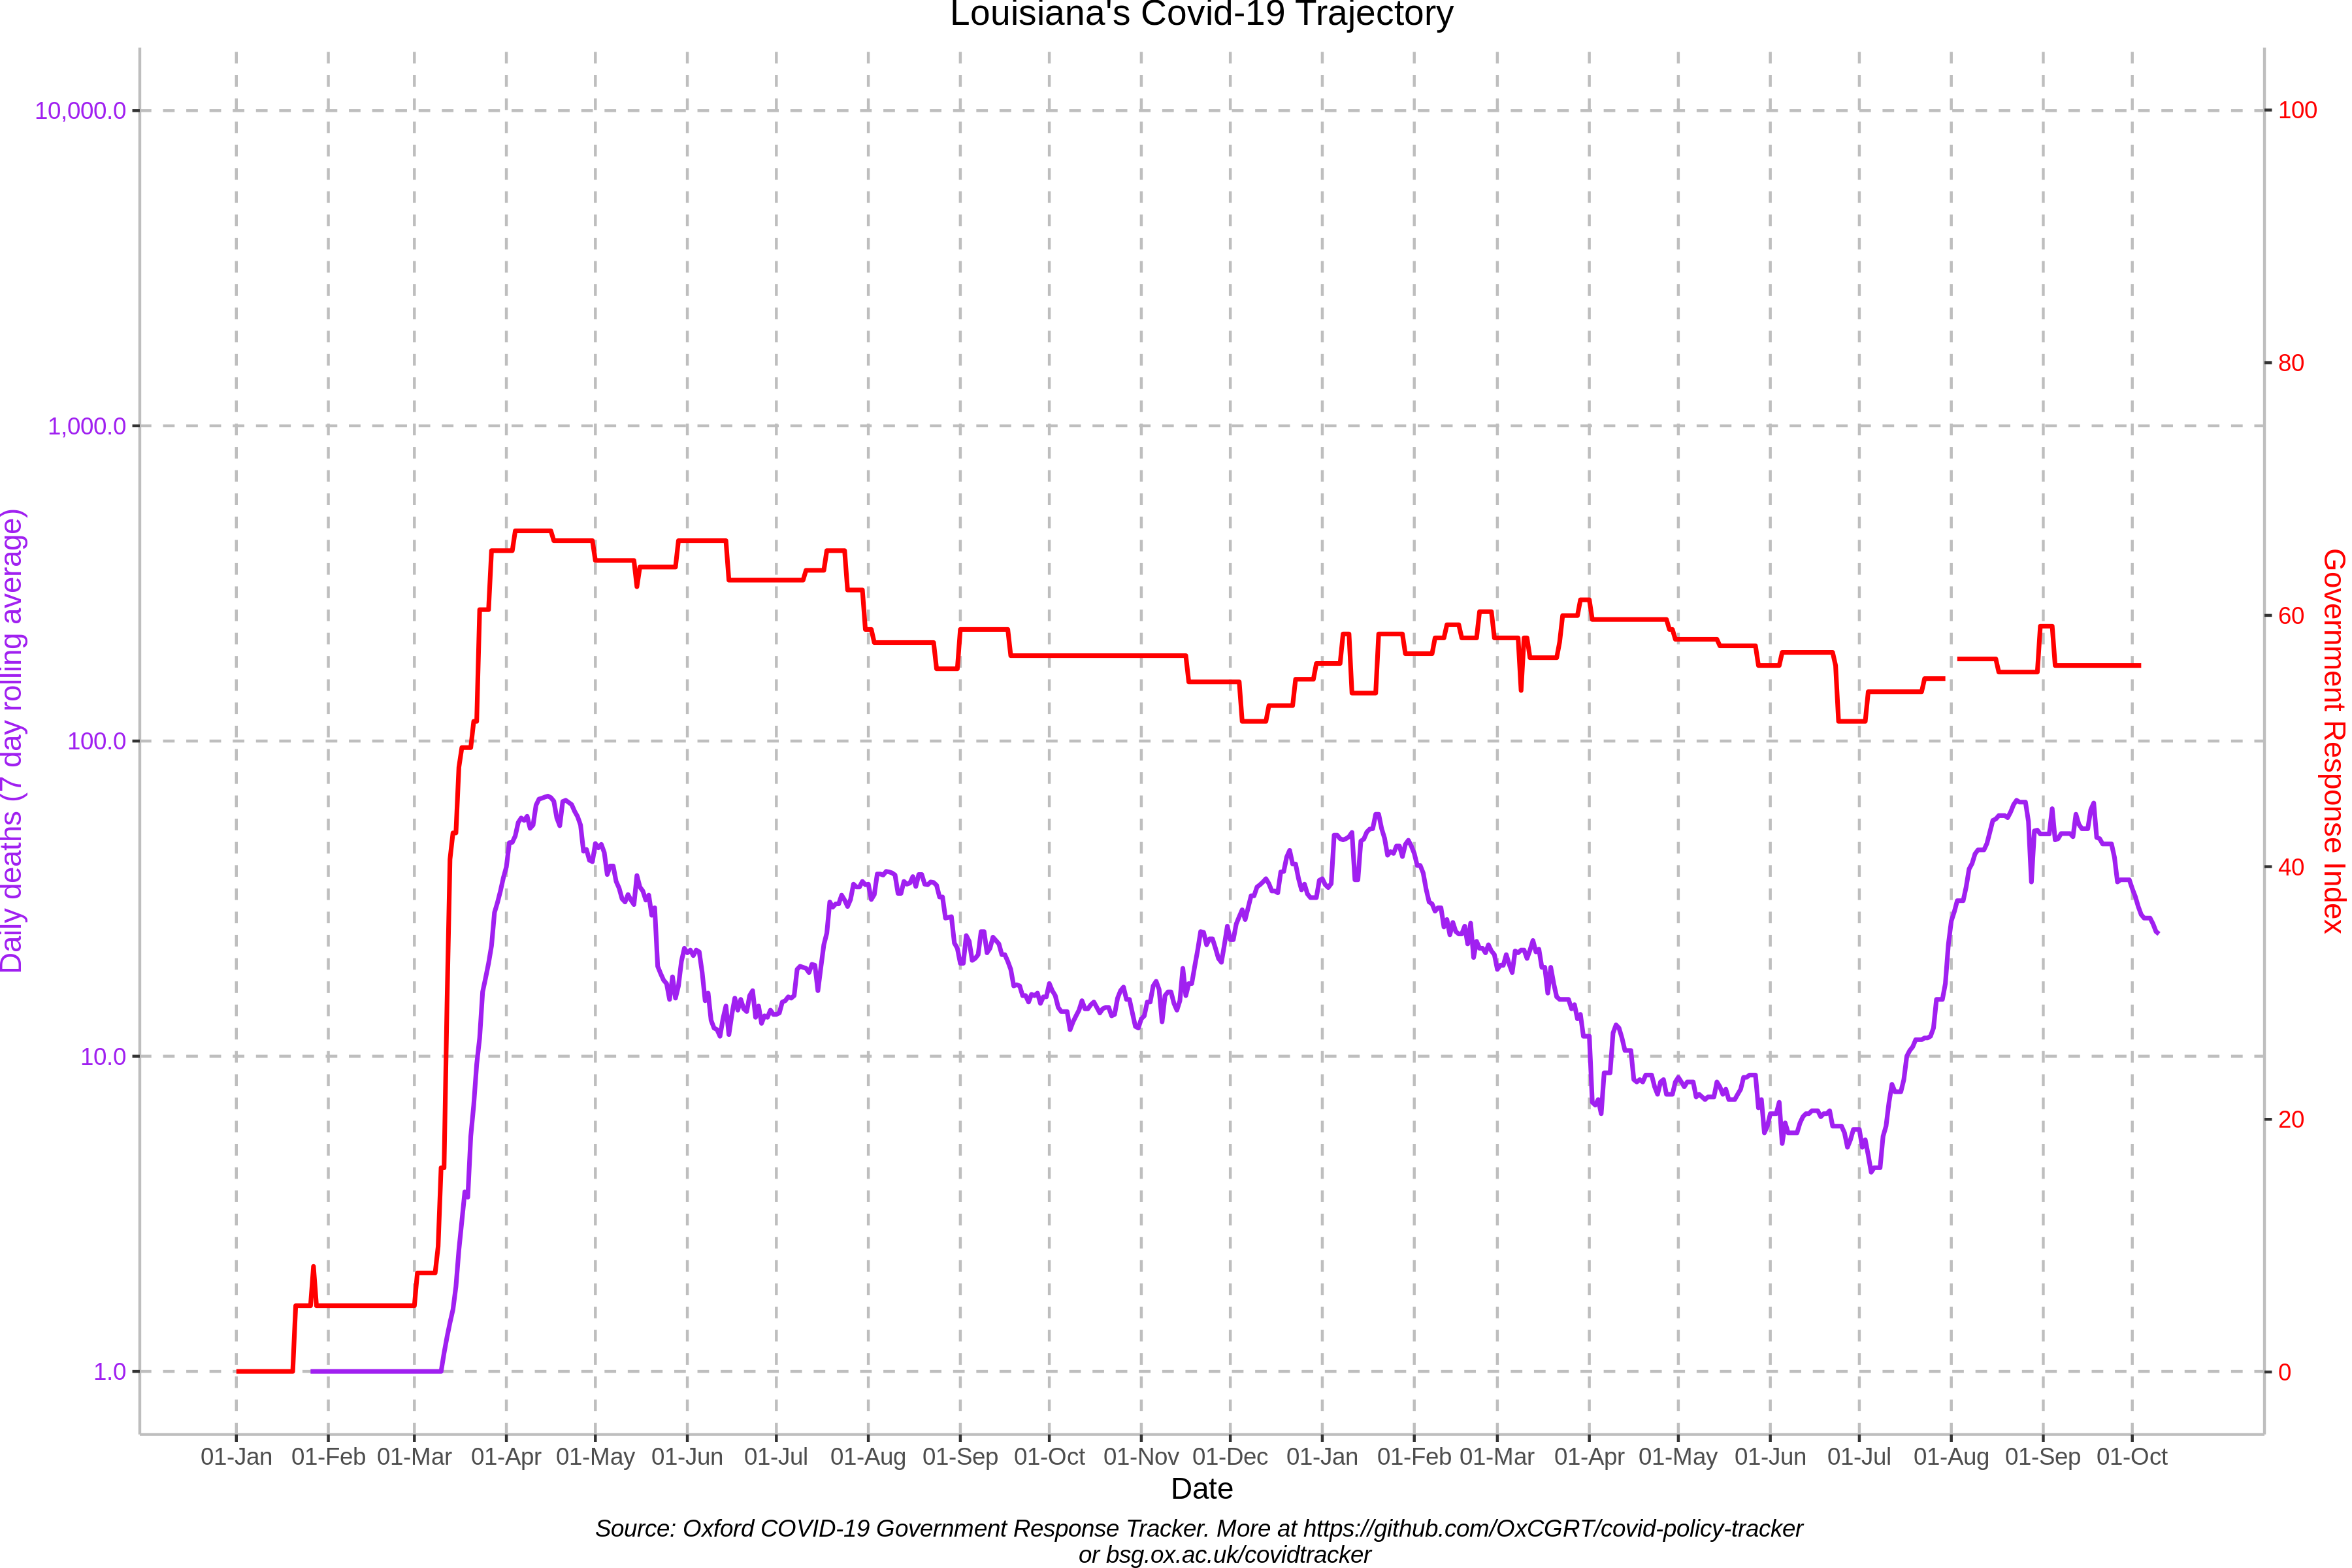 Louisiana's Covid-19 Trajectory
10,000.0
1,000.0
100.0
10.0
1.0
Daily deaths (7 day rolling average)
100
80
60
40
20
0
Government Response Index
01-Jan 01-Feb 01-Mar 01-Apr 01-May 01-Jun 01-Jul 01-Aug 01-Sep 01-Oct 01-Nov 01-Dec 01-Jan 01-Feb 01-Mar 01-Apr 01-May 01-Jun 01-Jul 01-Aug 01-Sep 01-Oct
Date
Source: Oxford COVID-19 Government Response Tracker. More at https://github.com/OxCGRT/covid-policy-tracker
or bsg.ox.ac.uk/covidtracker